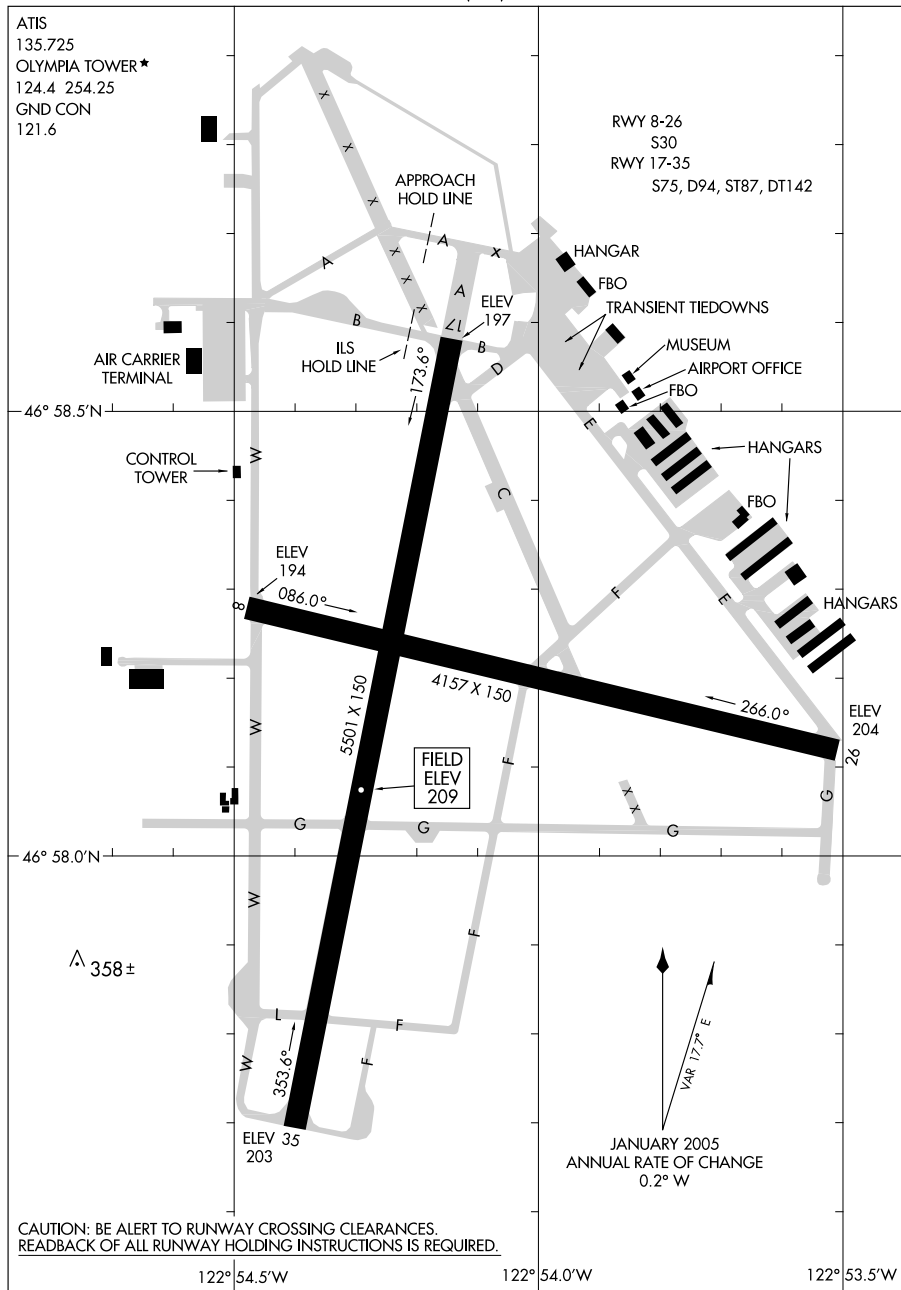 ATIS
135.725
OLYMPIA TOWER★
124.4 254.25
GND CON
121.6
RWY 8-26
S30
RWY 17-35
S75, D94, ST87, DT142
X
X
X
X
X
X
APPROACH
HOLD LINE
A
X
HANGAR
A
A
FBO
ELEV
197
TRANSIENT TIEDOWNS
B
17
B
ILS
HOLD LINE
D
MUSEUM
AIR CARRIER
TERMINAL
173.6°
AIRPORT OFFICE
FBO
46° 58.5'N
E
W
HANGARS
CONTROL
TOWER
C
FBO
ELEV
194
8
086.0°
F
E
HANGARS
5501 X 150
4157 X 150
266.0°
ELEV
204
26
W
F
FIELD
ELEV
209
X
X
G
G
G
G
46° 58.0'N
W
F
358 ±
L
F
W
353.6°
F
VAR 17.7° E
ELEV
203
35
JANUARY 2005
ANNUAL RATE OF CHANGE
0.2° W
CAUTION: BE ALERT TO RUNWAY CROSSING CLEARANCES.
READBACK OF ALL RUNWAY HOLDING INSTRUCTIONS IS REQUIRED.
122° 54.5'W
122° 54.0'W
122° 53.5'W